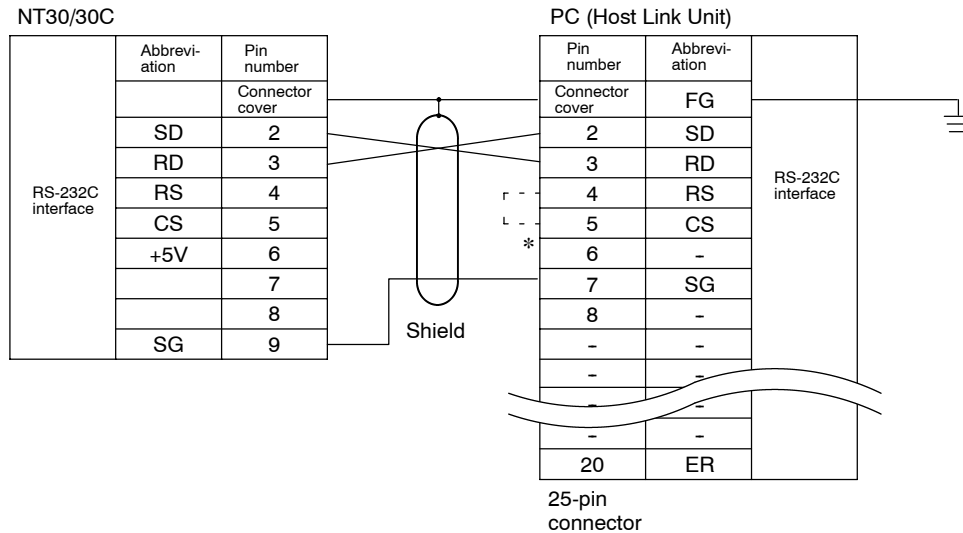 NT30/30C
PC (Host Link Unit)
Abbrevi-
ation
Pin
number
Connector
cover
SD 2
RD 3
RS 4
CS 5
+5V 6
7
8
SG 9
RS-232C
interface
Shield
*
Pin
number
Abbrevi-
ation
Connector
cover
FG
2 SD
3 RD
4 RS
5 CS
6 -
7 SG
8 -
- -
- -
- -
- -
20 ER
RS-232C
interface
25-pin
connector